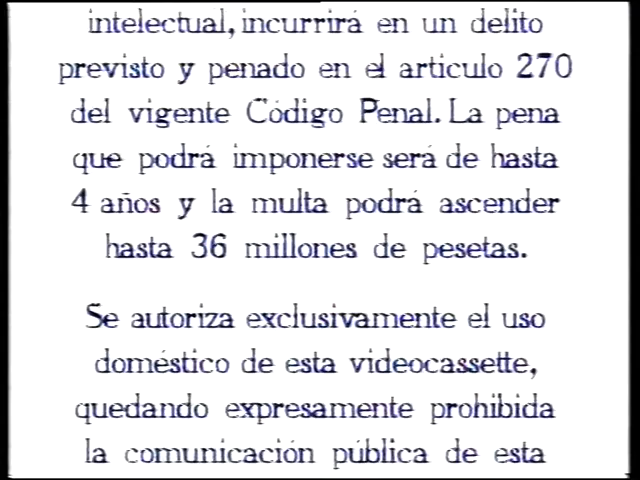 intelectual, incurrirá en un delito
previsto y penado en el articulo 270
del vigente Código Penal. La pena
que podrá imponerse será de hasta
4 años y la multa podrá ascender
hasta 36 millones de pesetas.
Se autoriza exclusivamente el uso
doméstico de esta videocassette,
quedando expresamente prohibida
la comunicación pública de esta